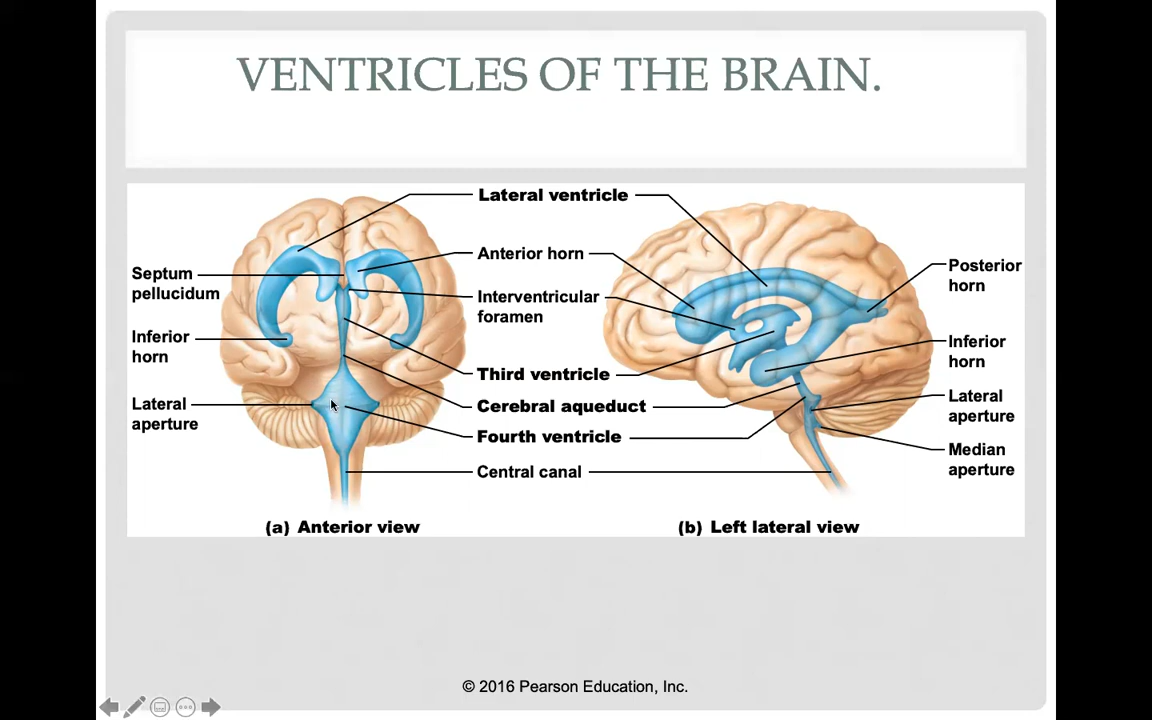 VENTRICLES OF THE BRAIN.
Lateral ventricle
Septum
pellucidum
Inferior
horn
Lateral
aperture
Anterior horn
Interventricular
foramen
Third ventricle
Cerebral aqueduct
Fourth ventricle
Central canal
Posterior
horn
Inferior
horn
Lateral
aperture
Median
aperture
(a) Anterior view
(b) Left lateral view
© 2016 Pearson Education, Inc.